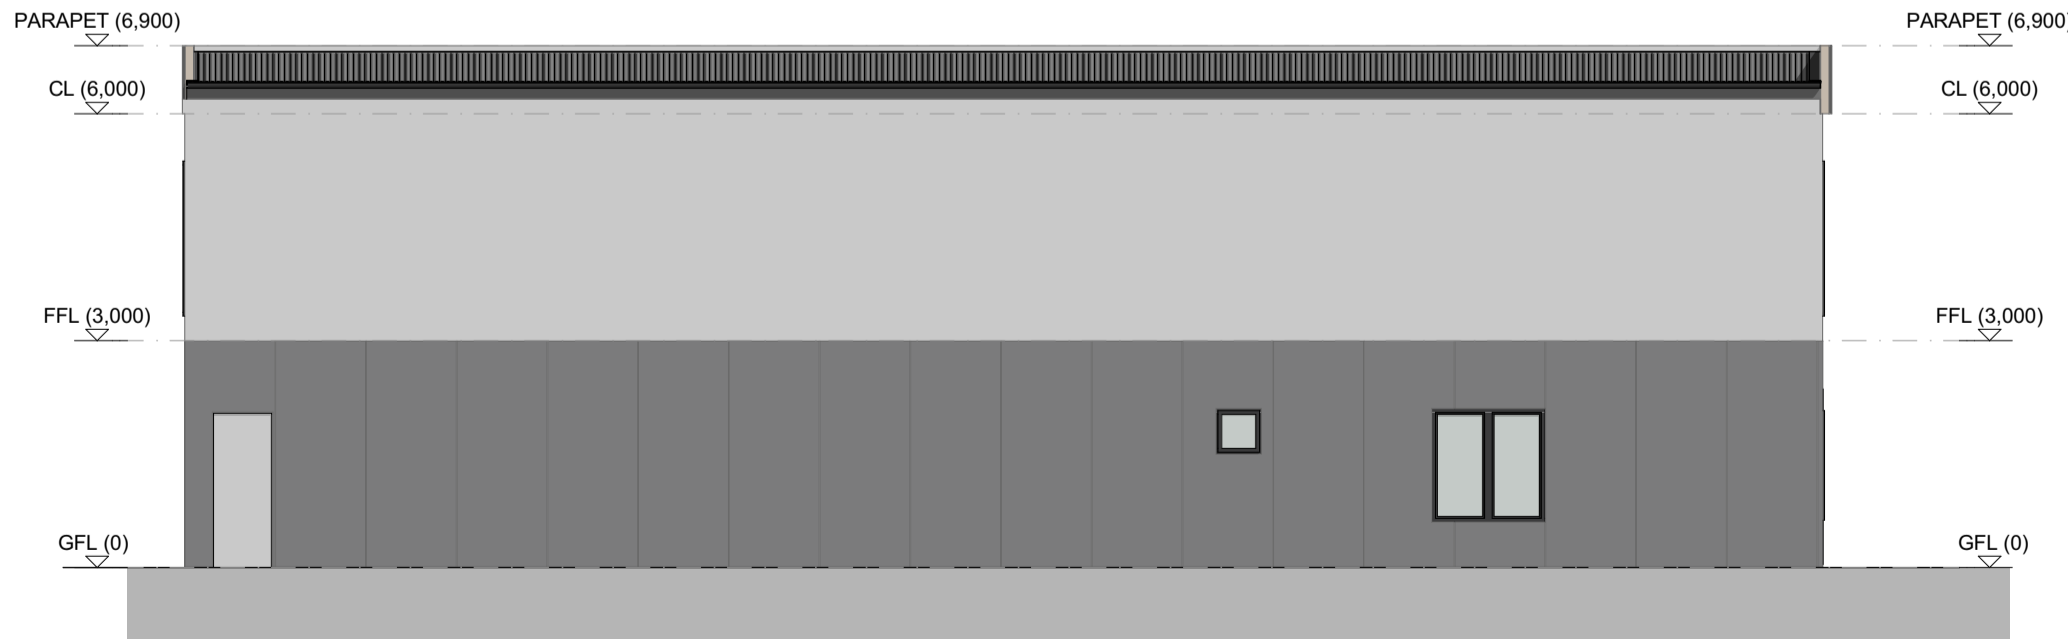 PARAPET (6,900)
PARAPET (6,900)
CL (6,000)
CL (6,000)
FFL (3,000)
FFL (3,000)
GFL (0)
GFL (0)